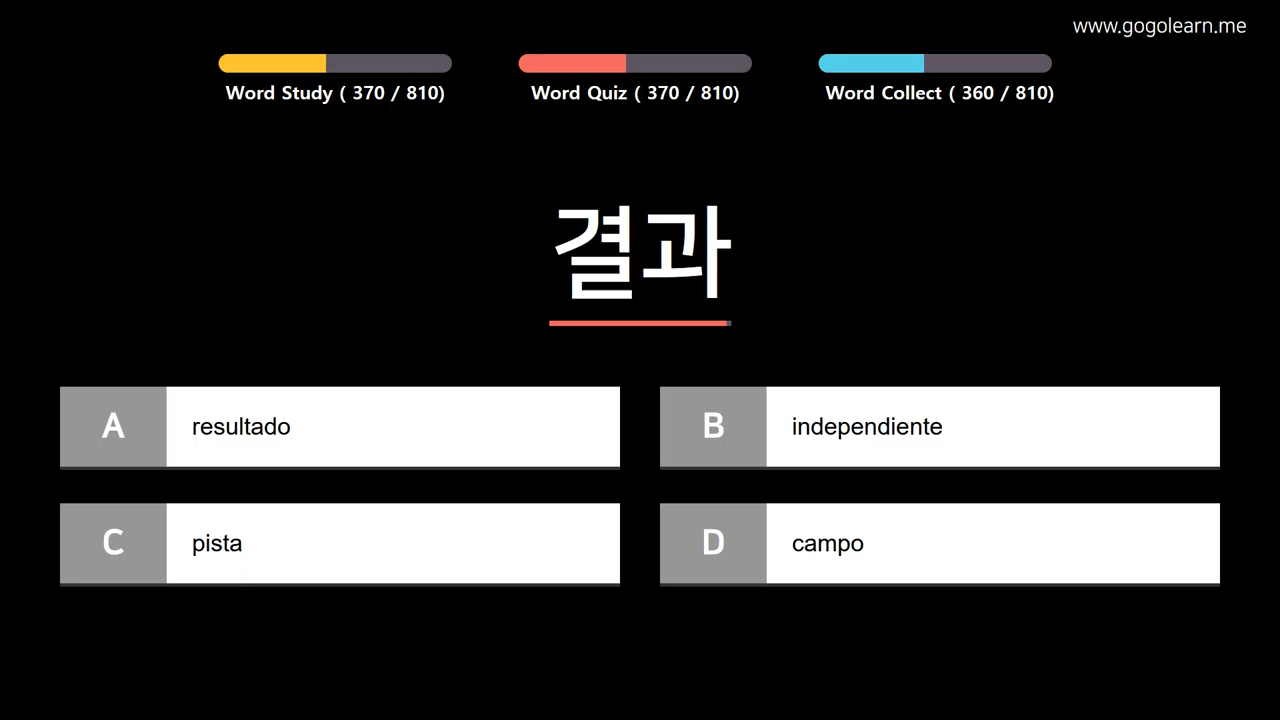 www.gogolearn.me
Word Study ( 370 / 810)
Word Quiz ( 370 / 810)
Word Collect ( 360 / 810)
결과
A resultado
B independiente
C pista
D campo